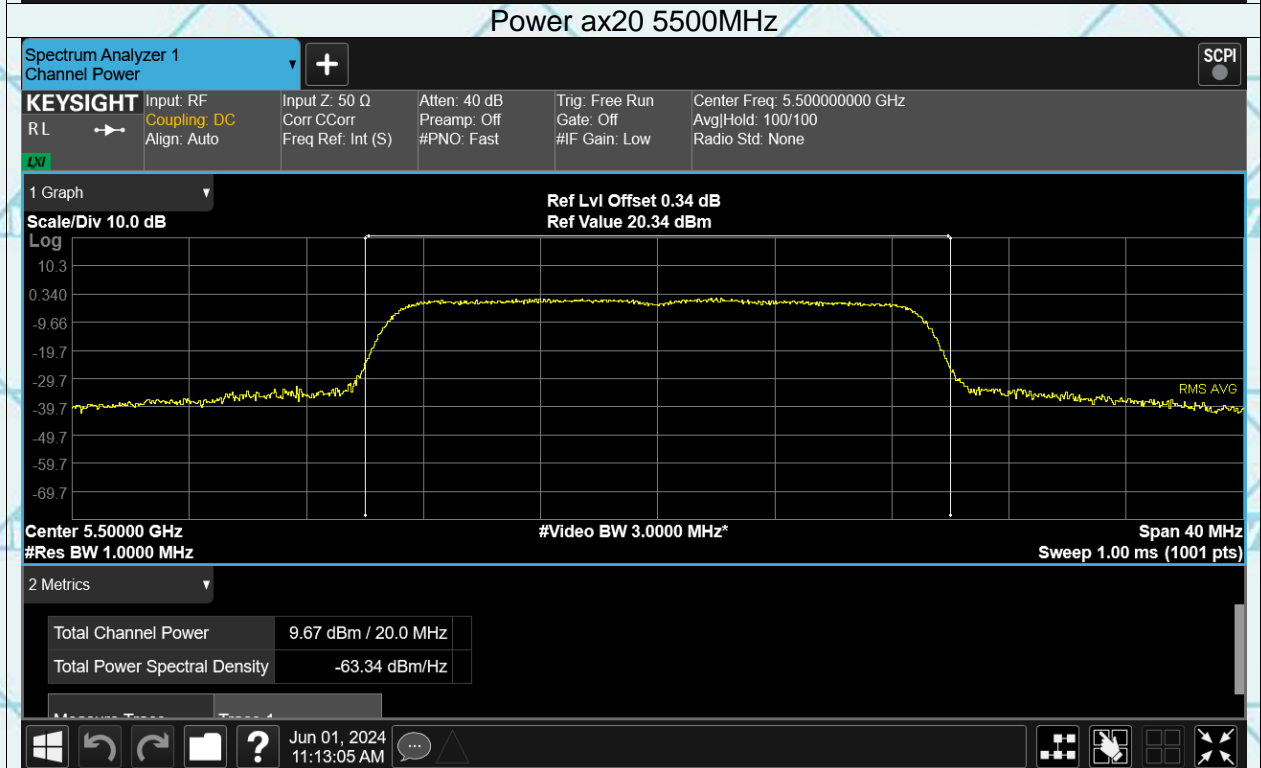 Power ax20 5500MHz
Spectrum Analyzer 1
Channel Power
+
SCPI
KEYSIGHT
RL
LXI
Input: RF
Coupling: DC
Align: Auto
Input Z: 50 Ω
Corr CCorr
Freq Ref: Int (S)
Atten: 40 dB
Preamp: Off
#PNO: Fast
Trig: Free Run
Gate: Off
#IF Gain: Low
Center Freq: 5.500000000 GHz
Avg|Hold: 100/100
Radio Std: None
1 Graph
Scale/Div 10.0 dB
Ref Lvl Offset 0.34 dB
Ref Value 20.34 dBm
Log
10.3
0.340
-9.66
-19.7
-29.7
-39.7
-49.7
-59.7
-69.7
RMS AVG
Center 5.50000 GHz
#Video BW 3.0000 MHz*
Span 40 MHz
#Res BW 1.0000 MHz
Sweep 1.00 ms (1001 pts)
2 Metrics
Total Channel Power 9.67 dBm / 20.0 MHz
Total Power Spectral Density -63.34 dBm/Hz
?
Jun 01, 2024
11:13:05 AM